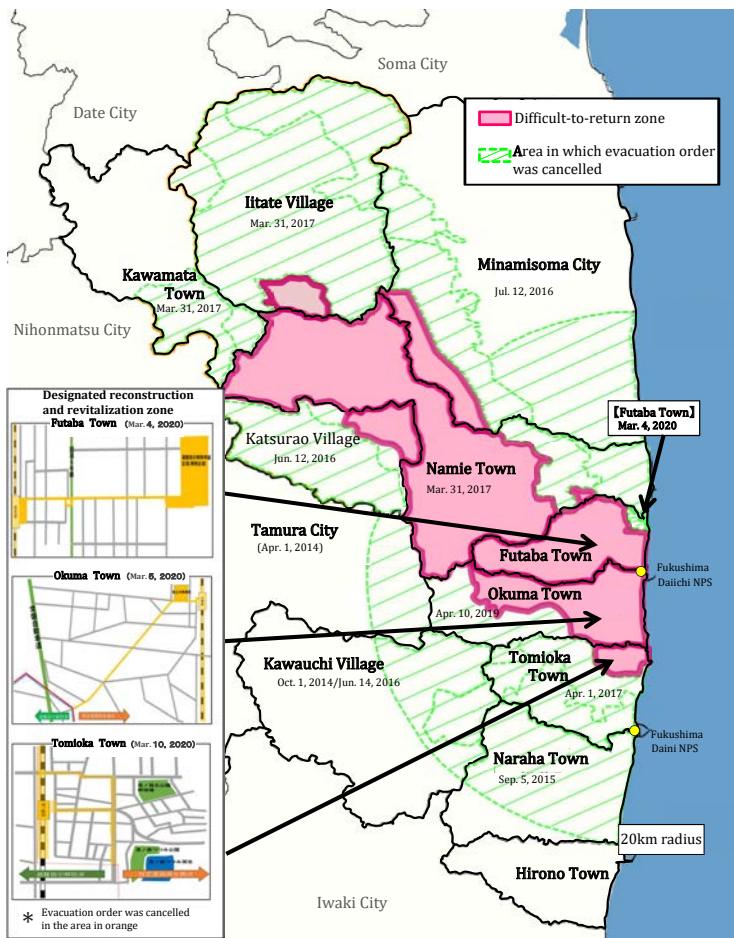 Soma City
Date City
Difficult-to-return zone
Area in which evacuation order
was cancelled
Iitate Village
Mar. 31, 2017
Minamisoma City
Jul. 12, 2016
Kawamata
Town
Mar. 31, 2017
Nihonmatsu City
Designated reconstruction
and revitalization zone
Futaba Town (Mar. 4, 2020)
【Futaba Town】
Mar. 4, 2020
Katsurao Village
Jun. 12, 2016
Namie Town
Mar. 31, 2017
Tamura City
(Apr. 1, 2014)
Futaba Town
Fukushima
Daiichi NPS
Okuma Town (Mar. 5, 2020)
Okuma Town
Apr. 10, 2019
Kawauchi Village
Oct. 1, 2014/Jun. 14, 2016
Tomioka
Town
Apr. 1, 2017
Fukushima
Daini NPS
Tomioka Town (Mar. 10, 2020)
Naraha Town
Sep. 5, 2015
20km radius
Hirono Town
Iwaki City
* Evacuation order was cancelled
in the area in orange